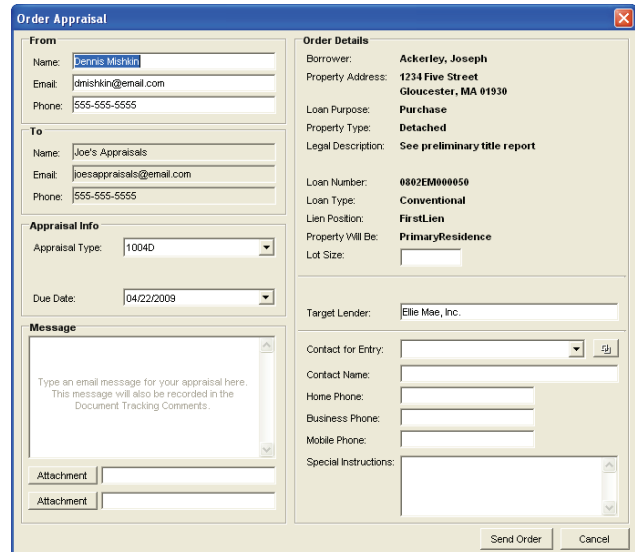 Order Appraisal
From
Name: Dennis Mishkin
Email: dmishkin@email.com
Phone: 555-555-5555
To
Name: Joe's Appraisals
Email: joesappraisals@email.com
Phone: 555-555-5555
Appraisal Info
Appraisal Type: 1004D
Due Date: 04/22/2009
Message
Type an email message for your appraisal here.
This message will also be recorded in the
Document Tracking Comments.
Attachment
Attachment
Order Details
Borrower: Ackerley, Joseph
Property Address: 1234 Five Street
Gloucester, MA 01930
Loan Purpose: Purchase
Property Type: Detached
Legal Description: See preliminary title report
Loan Number: 0802EM000050
Loan Type: Conventional
Lien Position: FirstLien
Property Will Be: PrimaryResidence
Lot Size:
Target Lender: Ellie Mae, Inc.
Contact for Entry:
Contact Name:
Home Phone:
Business Phone:
Mobile Phone:
Special Instructions:
Send Order Cancel